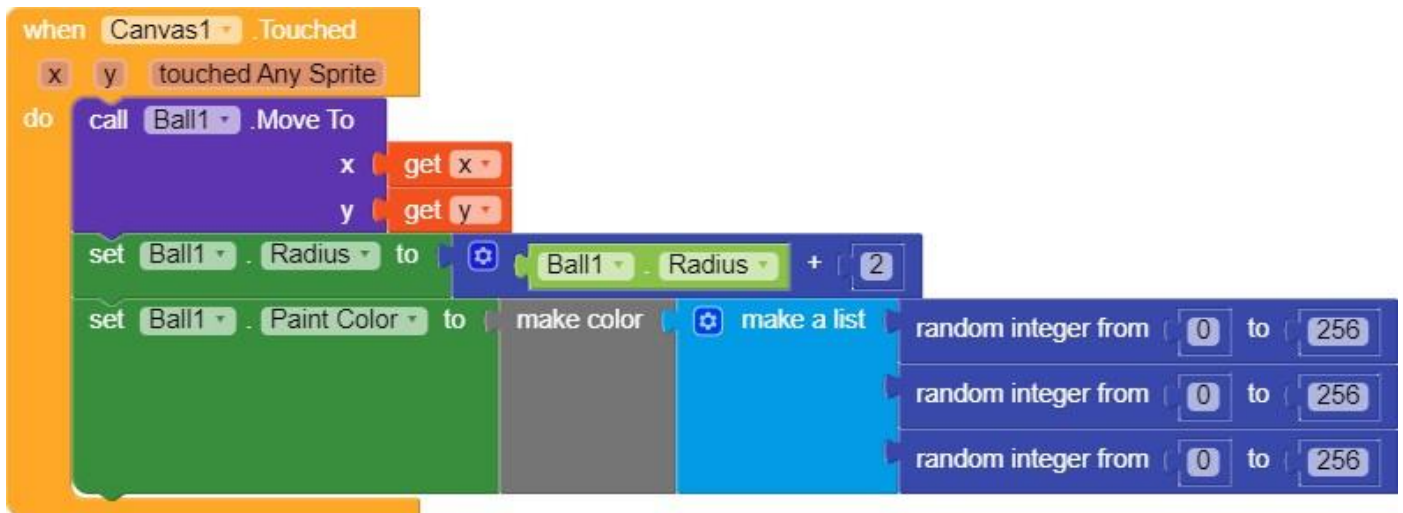 when Canvas1 .Touched
x y touched Any Sprite
do call Ball1 .Move To
x get x
y get y
set Ball1 . Radius to Ball1 . Radius + 2
set Ball1 . Paint Color to make color make a list random integer from 0 to 256
random integer from 0 to 256
random integer from 0 to 256